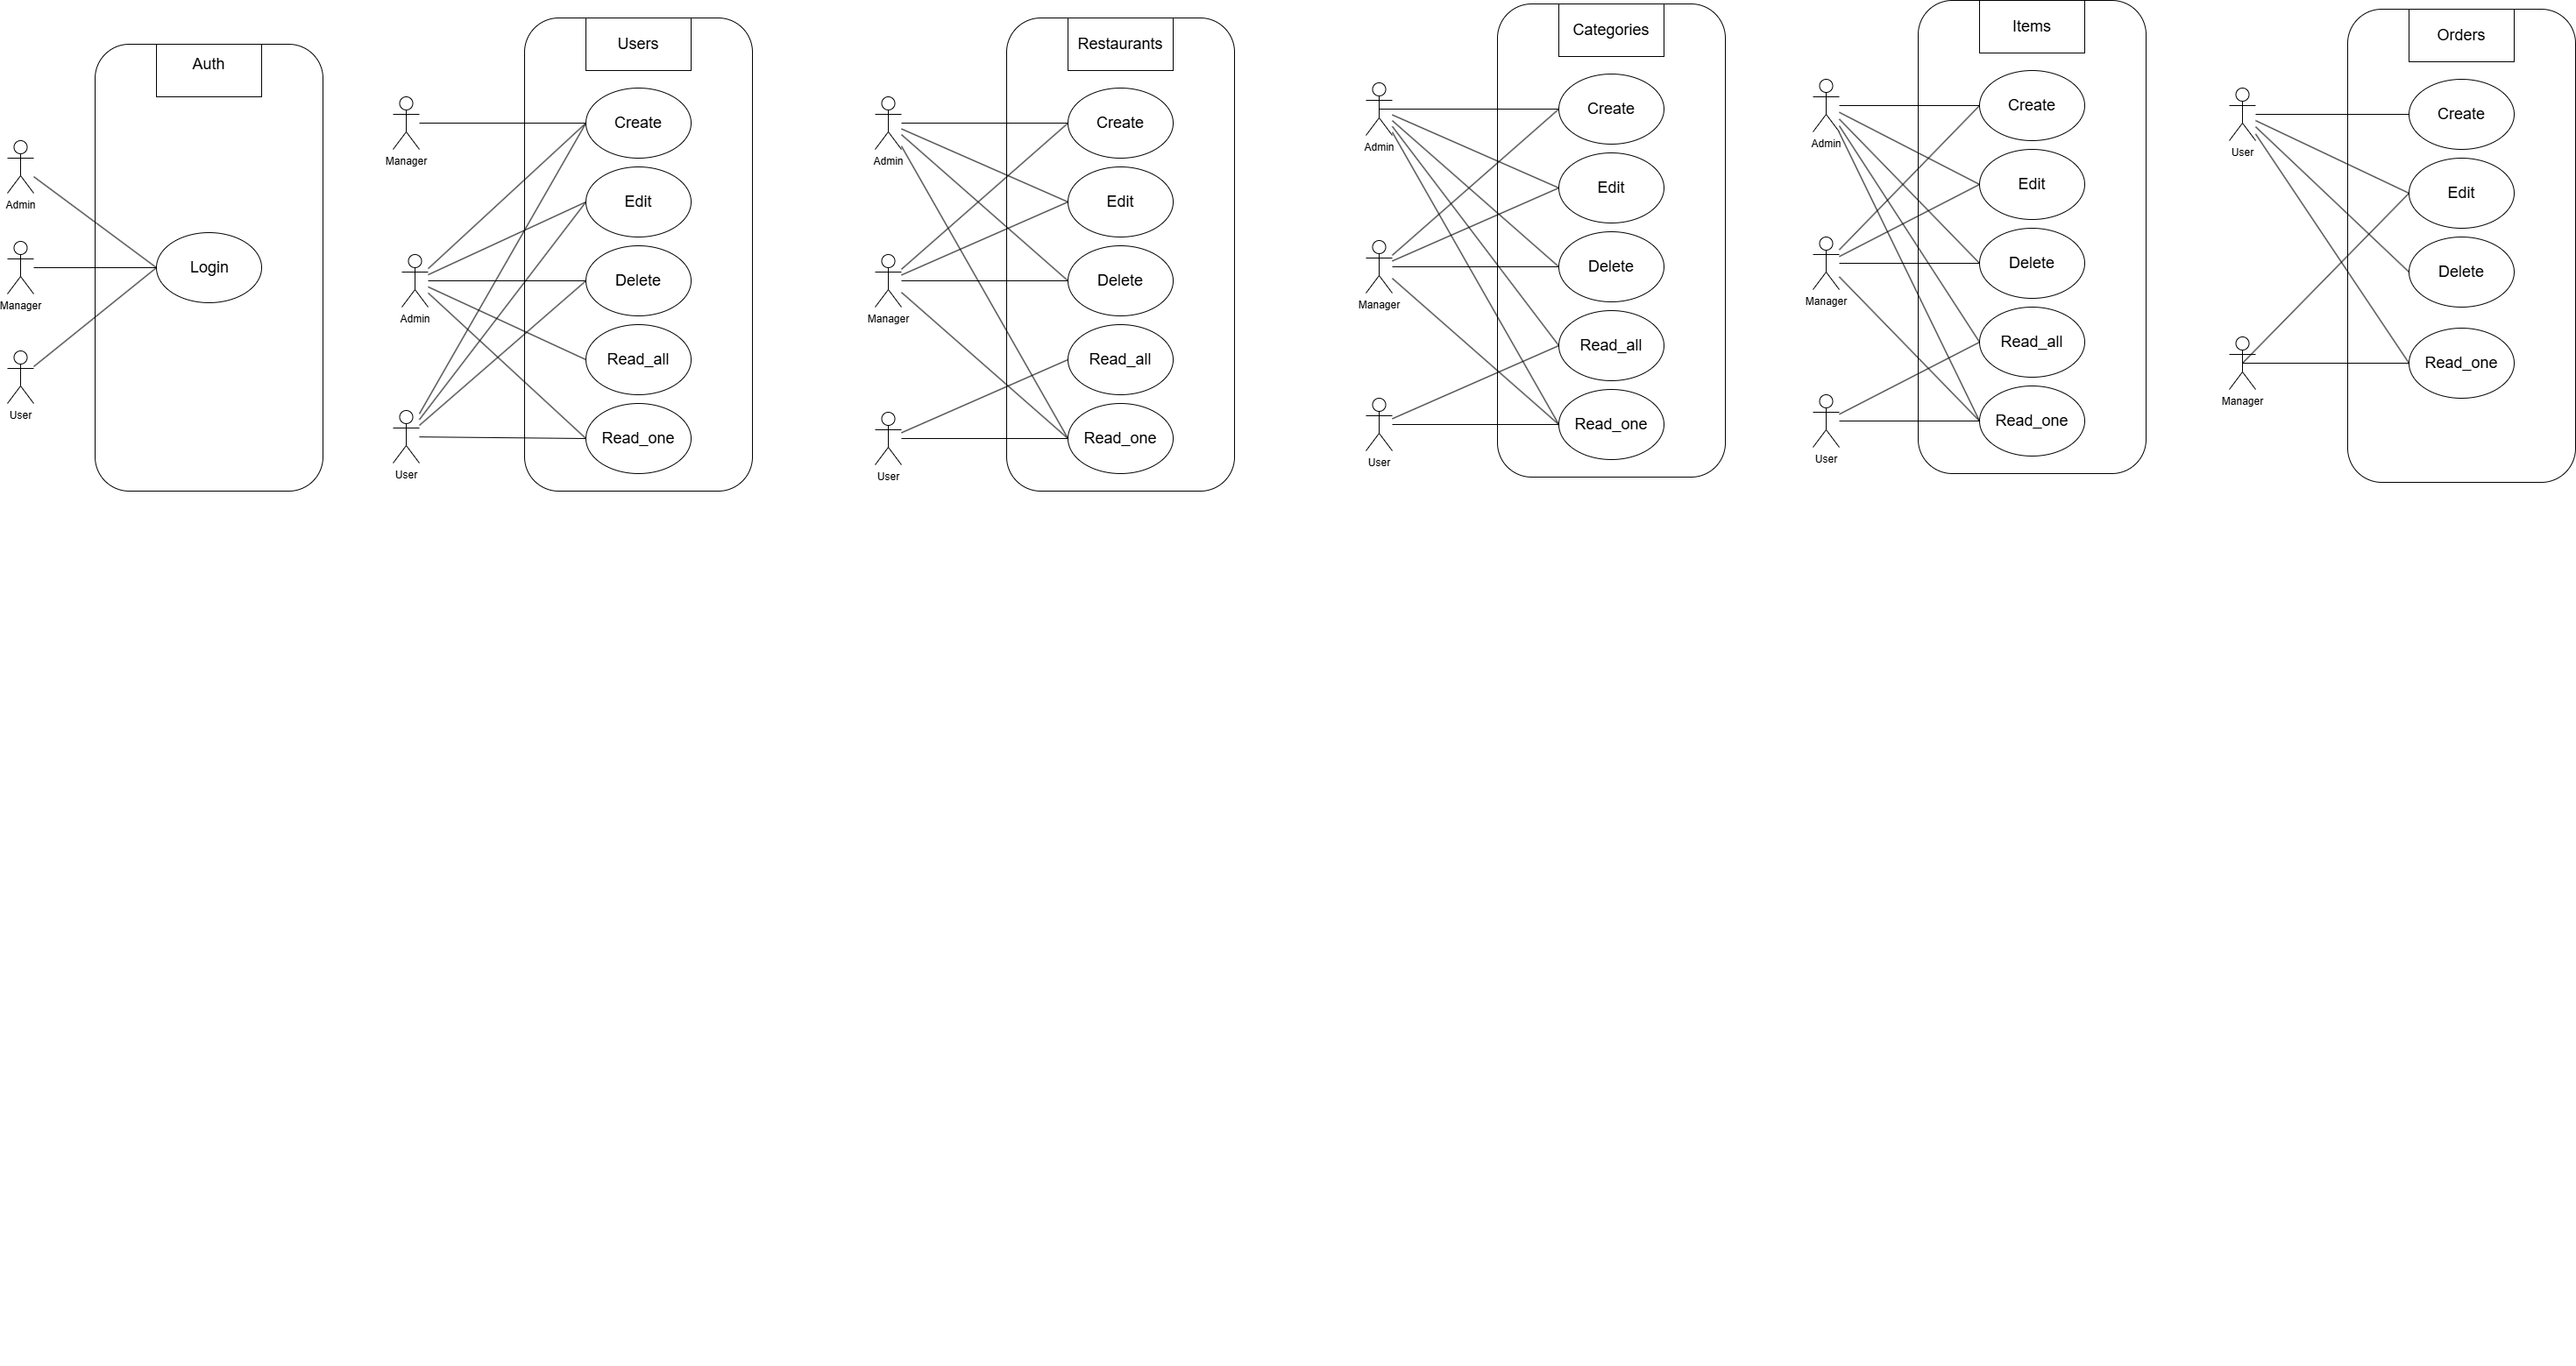 Auth
Admin
Manager
User
Login
Users
Manager
Admin
User
Create
Edit
Delete
Read_all
Read_one
Restaurants
Admin
Manager
User
Create
Edit
Delete
Read_all
Read_one
Categories
Admin
Manager
User
Create
Edit
Delete
Read_all
Read_one
Items
Admin
Manager
User
Create
Edit
Delete
Read_all
Read_one
Orders
User
Manager
Create
Edit
Delete
Read_one